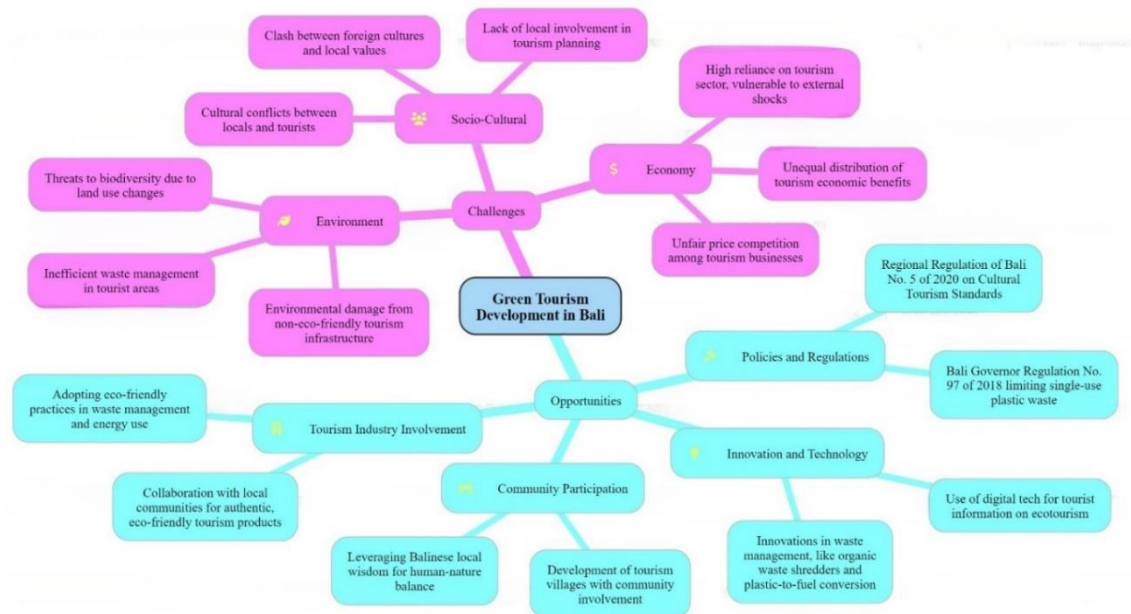 Clash between foreign cultures
and local values
Lack of local involvement in
tourism planning
High reliance on tourism
sector, vulnerable to external
shocks
Cultural conflicts between
locals and tourists
Socio-Cultural
Threats to biodiversity due to
land use changes
$
Economy
Unequal distribution of
tourism economic benefits
Environment
Challenges
Inefficient waste management
in tourist areas
Unfair price competition
among tourism businesses
Environmental damage from
non-eco-friendly tourism
infrastructure
Green Tourism
Development in Bali
Regional Regulation of Bali
No. 5 of 2020 on Cultural
Tourism Standards
Policies and Regulations
Bali Governor Regulation No.
97 of 2018 limiting single-use
plastic waste
Opportunities
Adopting eco-friendly
practices in waste management
and energy use
Tourism Industry Involvement
Innovation and Technology
Collaboration with local
communities for authentic,
eco-friendly tourism products
Community Participation
Use of digital tech for tourist
information on ecotourism
Leveraging Balinese local
wisdom for human-nature
balance
Development of tourism
villages with community
involvement
Innovations in waste
management, like organic
waste shredders and
plastic-to-fuel conversion